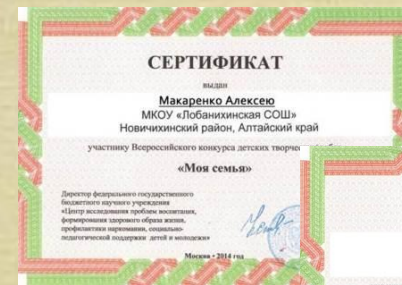 СЕРТИФИКАТ
выдан
Макаренко Алексею
МКОУ «Лобанихинская СОШ»
Новичихинский район, Алтайский край
участнику Всероссийского конкурса детских
«Моя семья»
Директор федерального государственного
бюджетного научного учреждения
«Центр исследования проблем воспитания,
формирования здорового образа жизни,
профилактики наркомании, социально-
педагогической поддержки детей и молодежи»
Москва • 2014 год